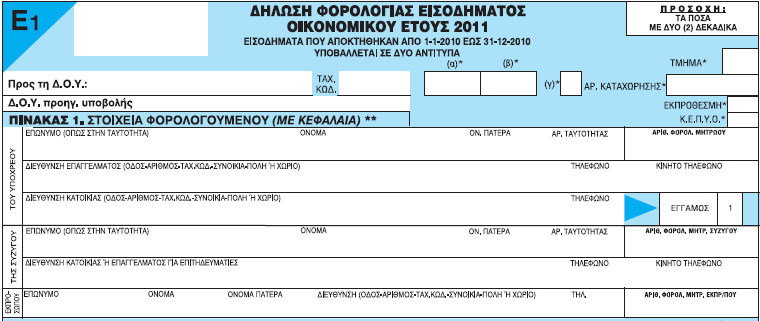 E1
ΔΗΛΩΣΗ ΦΟΡΟΛΟΓΙΑΣ ΕΙΣΟΔΗΜΑΤΟΣ
ΟΙΚΟΝΟΜΙΚΟΥ ΕΤΟΥΣ 2011
ΕΙΣΟΔΗΜΑΤΑ ΠΟΥ ΑΠΟΚΤΗΘΗΚΑΝ ΑΠΟ 1-1-2010 ΕΩΣ 31-12-2010
ΥΠΟΒΑΛΛΕΤΑΙ ΣΕ ΔΥΟ ΑΝΤΙΤΥΠΑ
Π Ρ Ο Σ Ο Χ Η :
ΤΑ ΠΟΣΑ
ΜΕ ΔΥΟ (2) ΔΕΚΑΔΙΚΑ
(α)* (β)* ΤΜΗΜΑ*
Προς τη Δ.Ο.Υ.: ΤΑΧ. ΚΩΔ. (γ)* ΑΡ. ΚΑΤΑΧΩΡΗΣΗΣ*
Δ.Ο.Υ. προηγ. υποβολής ΕΚΠΡΟΘΕΣΜΗ*
ΠΙΝΑΚΑΣ 1. ΣΤΟΙΧΕΙΑ ΦΟΡΟΛΟΓΟΥΜΕΝΟΥ (ΜΕ ΚΕΦΑΛΑΙΑ) ** Κ.Ε.Π.Υ.Ο.*
ΤΟΥ ΥΠΟΧΡΕΟΥ
ΕΠΩΝΥΜΟ (ΟΠΩΣ ΣΤΗΝ ΤΑΥΤΟΤΗΤΑ) ΟΝΟΜΑ ΟΝ. ΠΑΤΕΡΑ ΑΡ. ΤΑΥΤΟΤΗΤΑΣ ΑΡΙΘ. ΦΟΡΟΛ. ΜΗΤΡΩΟΥ
ΔΙΕΥΘΥΝΣΗ ΕΠΑΓΓΕΛΜΑΤΟΣ (ΟΔΟΣ-ΑΡΙΘΜΟΣ-ΤΑΧ.ΚΩΔ.-ΣΥΝΟΙΚΙΑ-ΠΟΛΗ Ή ΧΩΡΙΟ) ΤΗΛΕΦΩΝΟ ΚΙΝΗΤΟ ΤΗΛΕΦΩΝΟ
ΔΙΕΥΘΥΝΣΗ ΚΑΤΟΙΚΙΑΣ (ΟΔΟΣ-ΑΡΙΘΜΟΣ-ΤΑΧ.ΚΩΔ.-ΣΥΝΟΙΚΙΑ-ΠΟΛΗ Ή ΧΩΡΙΟ) ΤΗΛΕΦΩΝΟ ΕΓΓΑΜΟΣ 1
ΤΗΣ ΣΥΖΥΓΟΥ
ΕΠΩΝΥΜΟ (ΟΠΩΣ ΣΤΗΝ ΤΑΥΤΟΤΗΤΑ) ΟΝΟΜΑ ΟΝ. ΠΑΤΕΡΑ ΑΡ. ΤΑΥΤΟΤΗΤΑΣ ΑΡΙΘ. ΦΟΡΟΛ. ΜΗΤΡ. ΣΥΖΥΓΟΥ
ΔΙΕΥΘΥΝΣΗ ΚΑΤΟΙΚΙΑΣ Ή ΕΠΑΓΓΕΛΜΑΤΟΣ ΓΙΑ ΕΠΙΤΗΔΕΥΜΑΤΙΕΣ ΤΗΛΕΦΩΝΟ ΚΙΝΗΤΟ ΤΗΛΕΦΩΝΟ
ΕΚΠΡΟ-
ΣΩΠΟΥ
ΕΠΩΝΥΜΟ ΟΝΟΜΑ ΟΝΟΜΑ ΠΑΤΕΡΑ ΔΙΕΥΘΥΝΣΗ (ΟΔΟΣ-ΑΡΙΘΜΟΣ-ΤΑΧ.ΚΩΔ.-ΣΥΝΟΙΚΙΑ-ΠΟΛΗ Ή ΧΩΡΙΟ) ΤΗΛ. ΑΡΙΘ. ΦΟΡΟΛ. ΜΗΤΡ. ΕΚΠΡ/ΠΟΥ